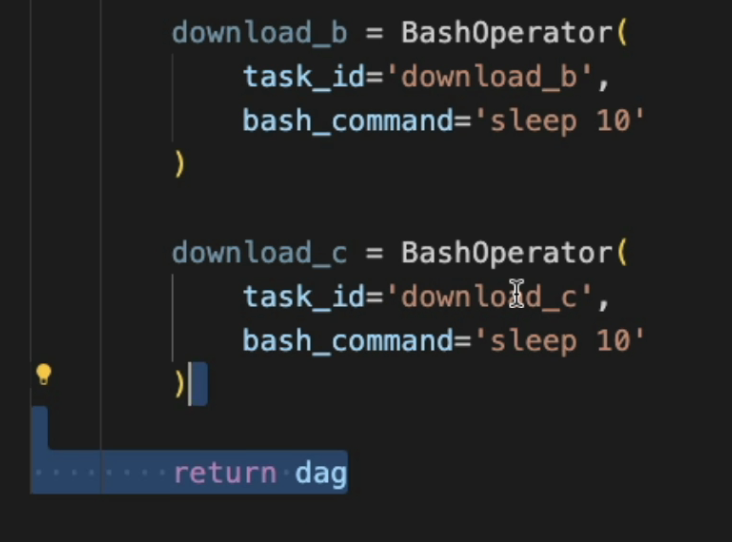 download_b = BashOperator(
task_id='download_b',
bash_command='sleep 10'
)
download_c = BashOperator(
task_id='download_c',
bash_command='sleep 10'
)
return dag